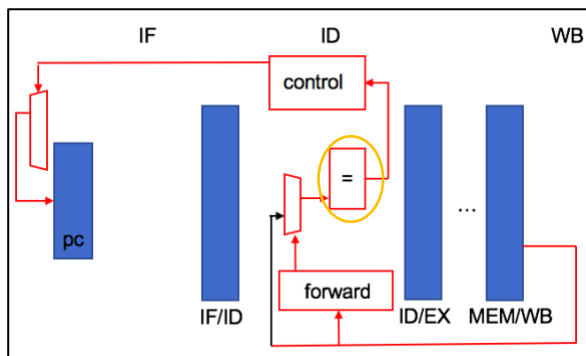 IF
ID
WB
control
=
...
pc
forward
IF/ID
ID/EX
MEM/WB